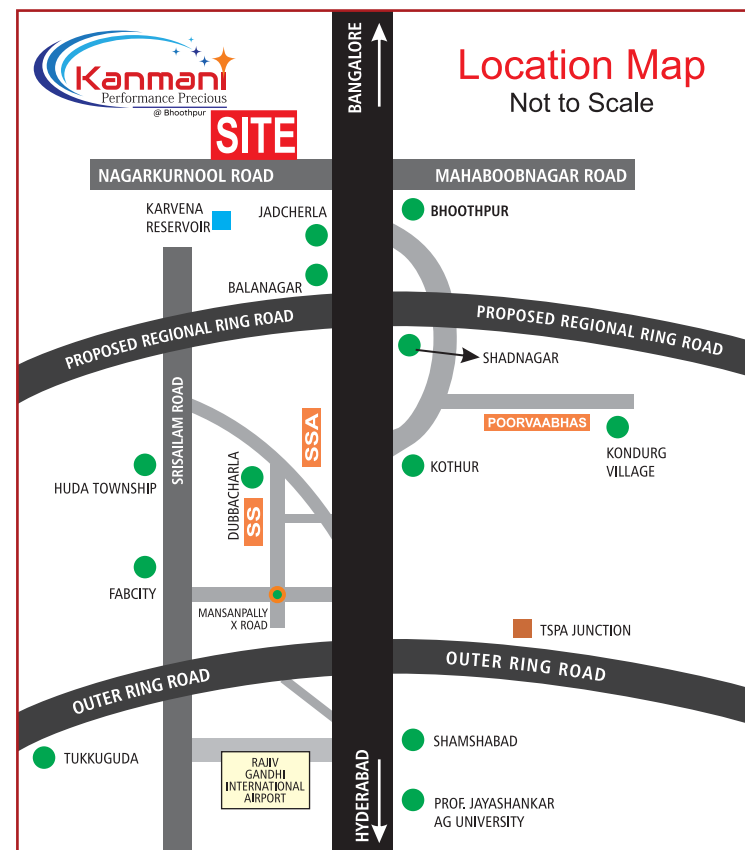 Kanmani
Performance Precious
@ Bhoothpur
BANGALORE
Location Map
Not to Scale
SITE
NAGARKURNOOL ROAD
MAHABOOBNAGAR ROAD
KARVENA
RESERVOIR
JADCHERLA
BHOOTHPUR
BALANAGAR
PROPOSED REGIONAL RING ROAD
PROPOSED REGIONAL RING ROAD
SHADNAGAR
SRISAILAM ROAD
SSA
POORVAABHAS
KONDURG
VILLAGE
HUDA TOWNSHIP
DUBBACHARLA
SS
KOTHUR
FABCITY
MANSANPALLY
X ROAD
TSPA JUNCTION
OUTER RING ROAD
OUTER RING ROAD
TUKKUGUDA
RAJIV
GANDHI
INTERNATIONAL
AIRPORT
HYDERABAD
SHAMSHABAD
PROF. JAYASHANKAR
AG UNIVERSITY